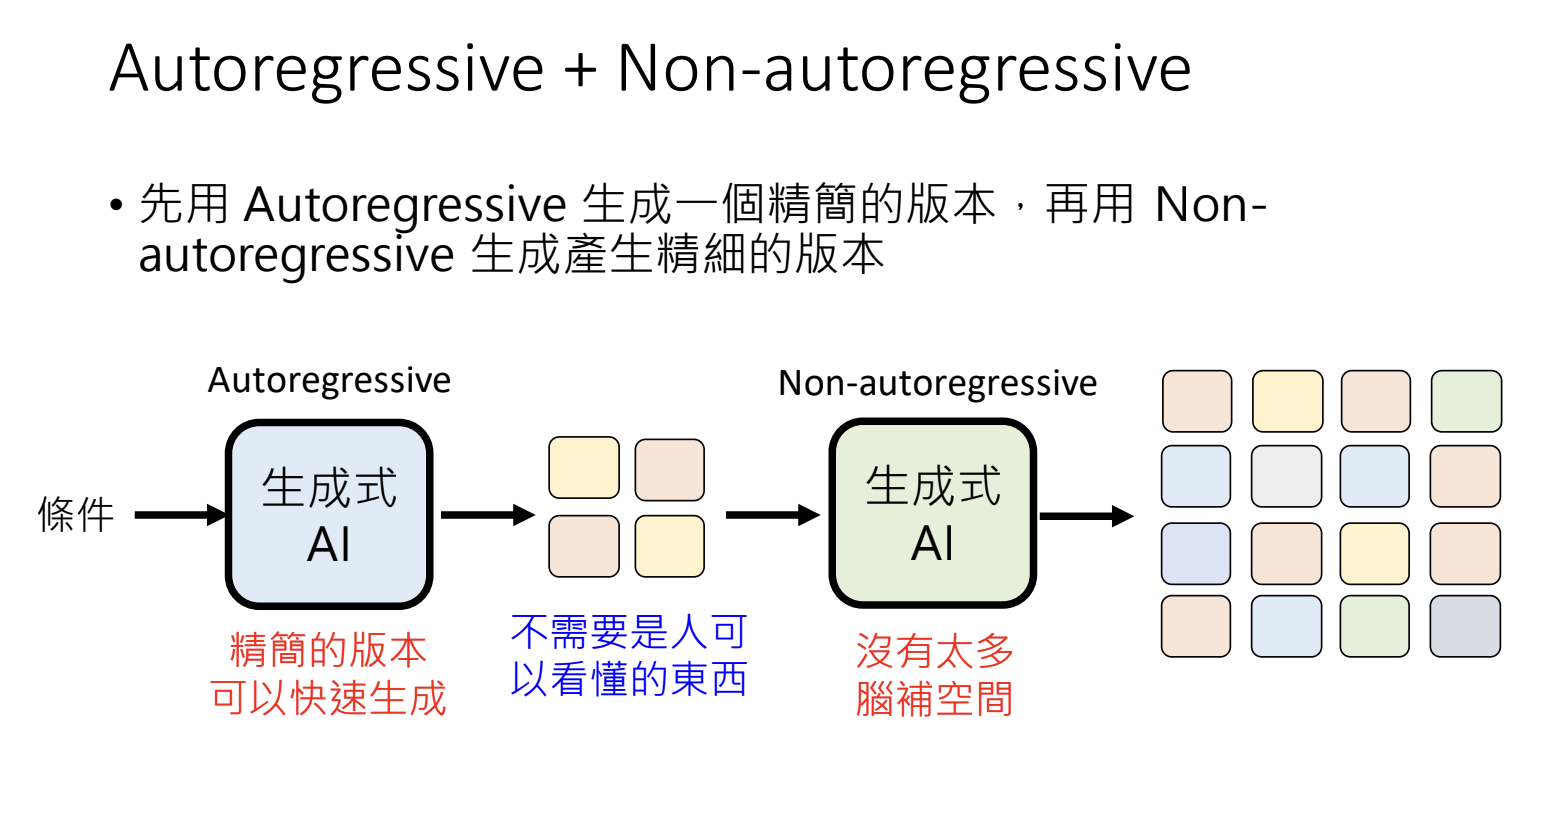 Autoregressive + Non-autoregressive
• 先用 Autoregressive 生成一個精簡的版本，再用 Non-
autoregressive 生成產生精細的版本
Autoregressive
Non-autoregressive
條件
生成式
AI
生成式
AI
精簡的版本
可以快速生成
不需要是人可
以看懂的東西
沒有太多
腦補空間